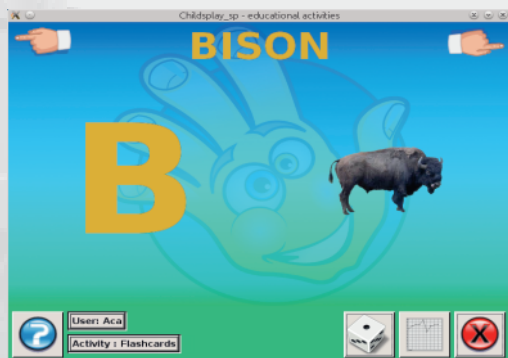 Childsplay_sp - educational activities
BISON
B
User: Aca
Activity : Flashcards